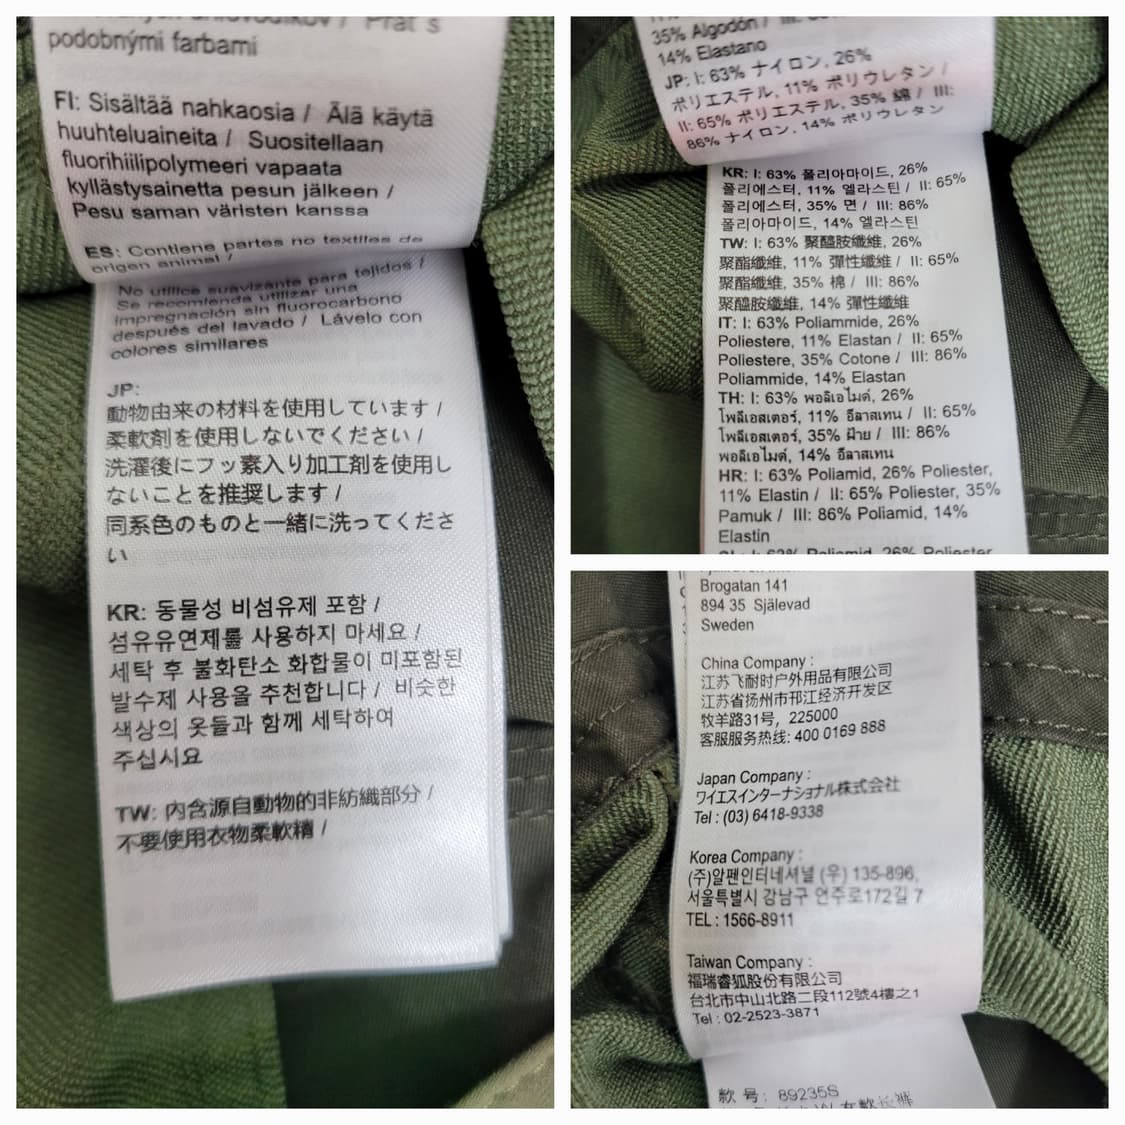 podobnými farbami
FI: Sisältää nahkaosia / Älä käytä
huuhteluaineita / Suositellaan
fluorihiilipolymeeri vapaata
kyllästysainetta pesun jälkeen /
Pesu saman väristen kanssa
ES: Contiene partes no textiles de
origen animal /
No utilice suavizante para tejidos /
Se recomienda utilizar una
impregnación sin fluorocarbono
después del lavado / Lávelo con
colores similares
JP:
動物由来の材料を使用しています /
柔軟剤を使用しないでください /
洗濯後にフッ素入り加工剤を使用し
ないことを推奨します /
同系色のものと一緒に洗ってくださ
い
KR: 동물성 비섬유제 포함 /
섬유유연제를 사용하지 마세요 /
세탁 후 불화탄소 화합물이 미포함된
발수제 사용을 추천합니다 / 비슷한
색상의 옷들과 함께 세탁하여
주십시요
TW: 內含源自動物的非紡織部分 /
不要使用衣物柔軟精 /
35% Algodón / III:
14% Elastano
JP: I: 63% ナイロン, 26%
ポリエステル, 11% ポリウレタン /
II: 65% ポリエステル, 35% 綿 / III:
86% ナイロン, 14% ポリウレタン
KR: I: 63% 폴리아마이드, 26%
폴리에스터, 11% 엘라스틴 / II: 65%
폴리에스터, 35% 면 / III: 86%
폴리아마이드, 14% 엘라스틴
TW: I: 63% 聚醯胺纖維, 26%
聚酯纖維, 11% 彈性纖維 / II: 65%
聚酯纖維, 35% 棉 / III: 86%
聚醯胺纖維, 14% 彈性纖維
IT: I: 63% Poliammide, 26%
Poliestere, 11% Elastan / II: 65%
Poliestere, 35% Cotone / III: 86%
Poliammide, 14% Elastan
TH: I: 63% พอลิเอไมด์, 26%
โพลีเอสเตอร์, 11% อีลาสเทน / II: 65%
โพลีเอสเตอร์, 35% ฝ้าย / III: 86%
พอลิเอไมด์, 14% อีลาสเทน
HR: I: 63% Poliamid, 26% Poliester,
11% Elastin / II: 65% Poliester, 35%
Pamuk / III: 86% Poliamid, 14%
Elastin
Brogatan 141
894 35 Själevad
Sweden
China Company :
江苏飞耐时户外用品有限公司
江苏省扬州市邗江经济开发区
牧羊路31号, 225000
客服服务热线: 400 0169 888
Japan Company :
ワイエスインターナショナル株式会社
Tel : (03) 6418-9338
Korea Company :
(주)알펜인터네셔널 (우) 135-896,
서울특별시 강남구 언주로172길 7
TEL : 1566-8911
Taiwan Company :
福瑞睿狐股份有限公司
台北市中山北路二段112號4樓之1
Tel : 02-2523-3871
款 号: 89235S